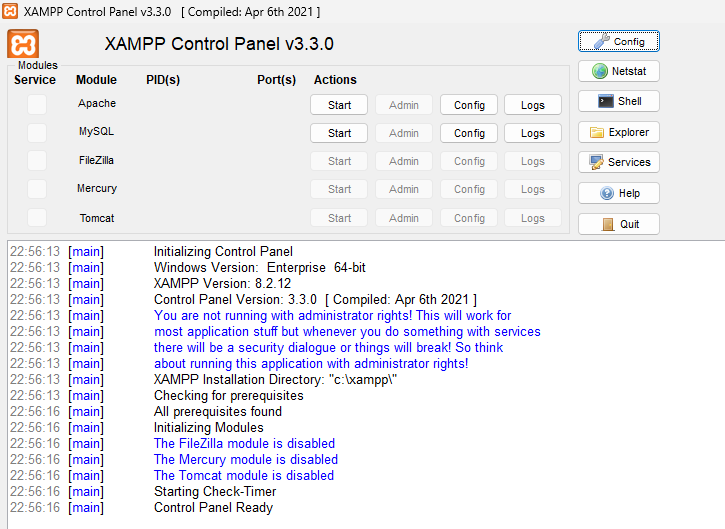 XAMPP Control Panel v3.3.0 [ Compiled: Apr 6th 2021 ]
XAMPP Control Panel v3.3.0
Config
Modules
Service Module PID(s) Port(s) Actions
Netstat
Apache Start Admin Config Logs
Shell
MySQL Start Admin Config Logs
Explorer
FileZilla Start Admin Config Logs
Services
Mercury Start Admin Config Logs
Help
Tomcat Start Admin Config Logs
Quit
22:56:13 [main] Initializing Control Panel
22:56:13 [main] Windows Version: Enterprise 64-bit
22:56:13 [main] XAMPP Version: 8.2.12
22:56:13 [main] Control Panel Version: 3.3.0 [ Compiled: Apr 6th 2021 ]
22:56:13 [main] You are not running with administrator rights! This will work for
22:56:13 [main] most application stuff but whenever you do something with services
22:56:13 [main] there will be a security dialogue or things will break! So think
22:56:13 [main] about running this application with administrator rights!
22:56:13 [main] XAMPP Installation Directory: "c:\xampp\"
22:56:13 [main] Checking for prerequisites
22:56:16 [main] All prerequisites found
22:56:16 [main] Initializing Modules
22:56:16 [main] The FileZilla module is disabled
22:56:16 [main] The Mercury module is disabled
22:56:16 [main] The Tomcat module is disabled
22:56:16 [main] Starting Check-Timer
22:56:16 [main] Control Panel Ready